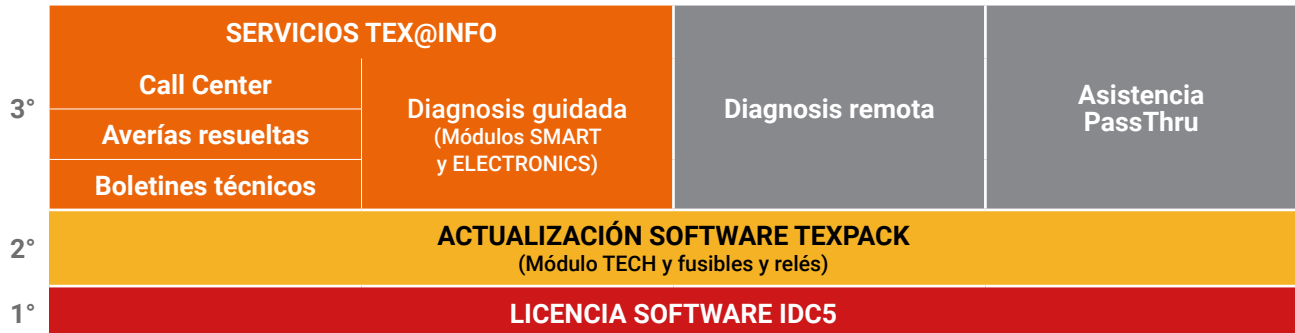 SERVICIOS TEX@INFO
3°
Call Center
Averías resueltas
Boletines técnicos
Diagnosis guidada
(Módulos SMART
y ELECTRONICS)
Diagnosis remota
Asistencia
PassThru
2°
ACTUALIZACIÓN SOFTWARE TEXPACK
(Módulo TECH y fusibles y relés)
1°
LICENCIA SOFTWARE IDC5